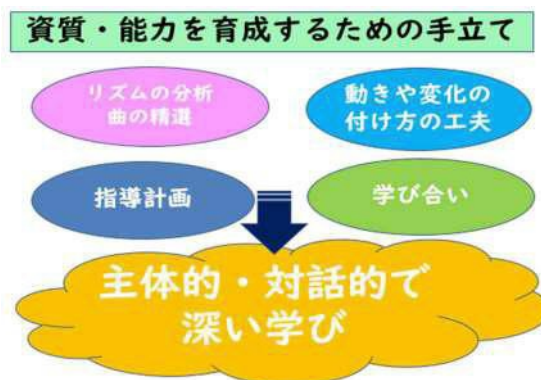 資質・能力を育成するための手立て
リズムの分析
曲の精選
動きや変化の
付け方の工夫
指導計画
学び合い
主体的・対話的で
深い学び